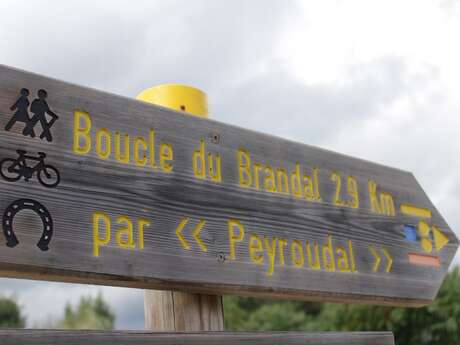 Boucle du Brandal 2.9 Km
par << Peyroudal >>